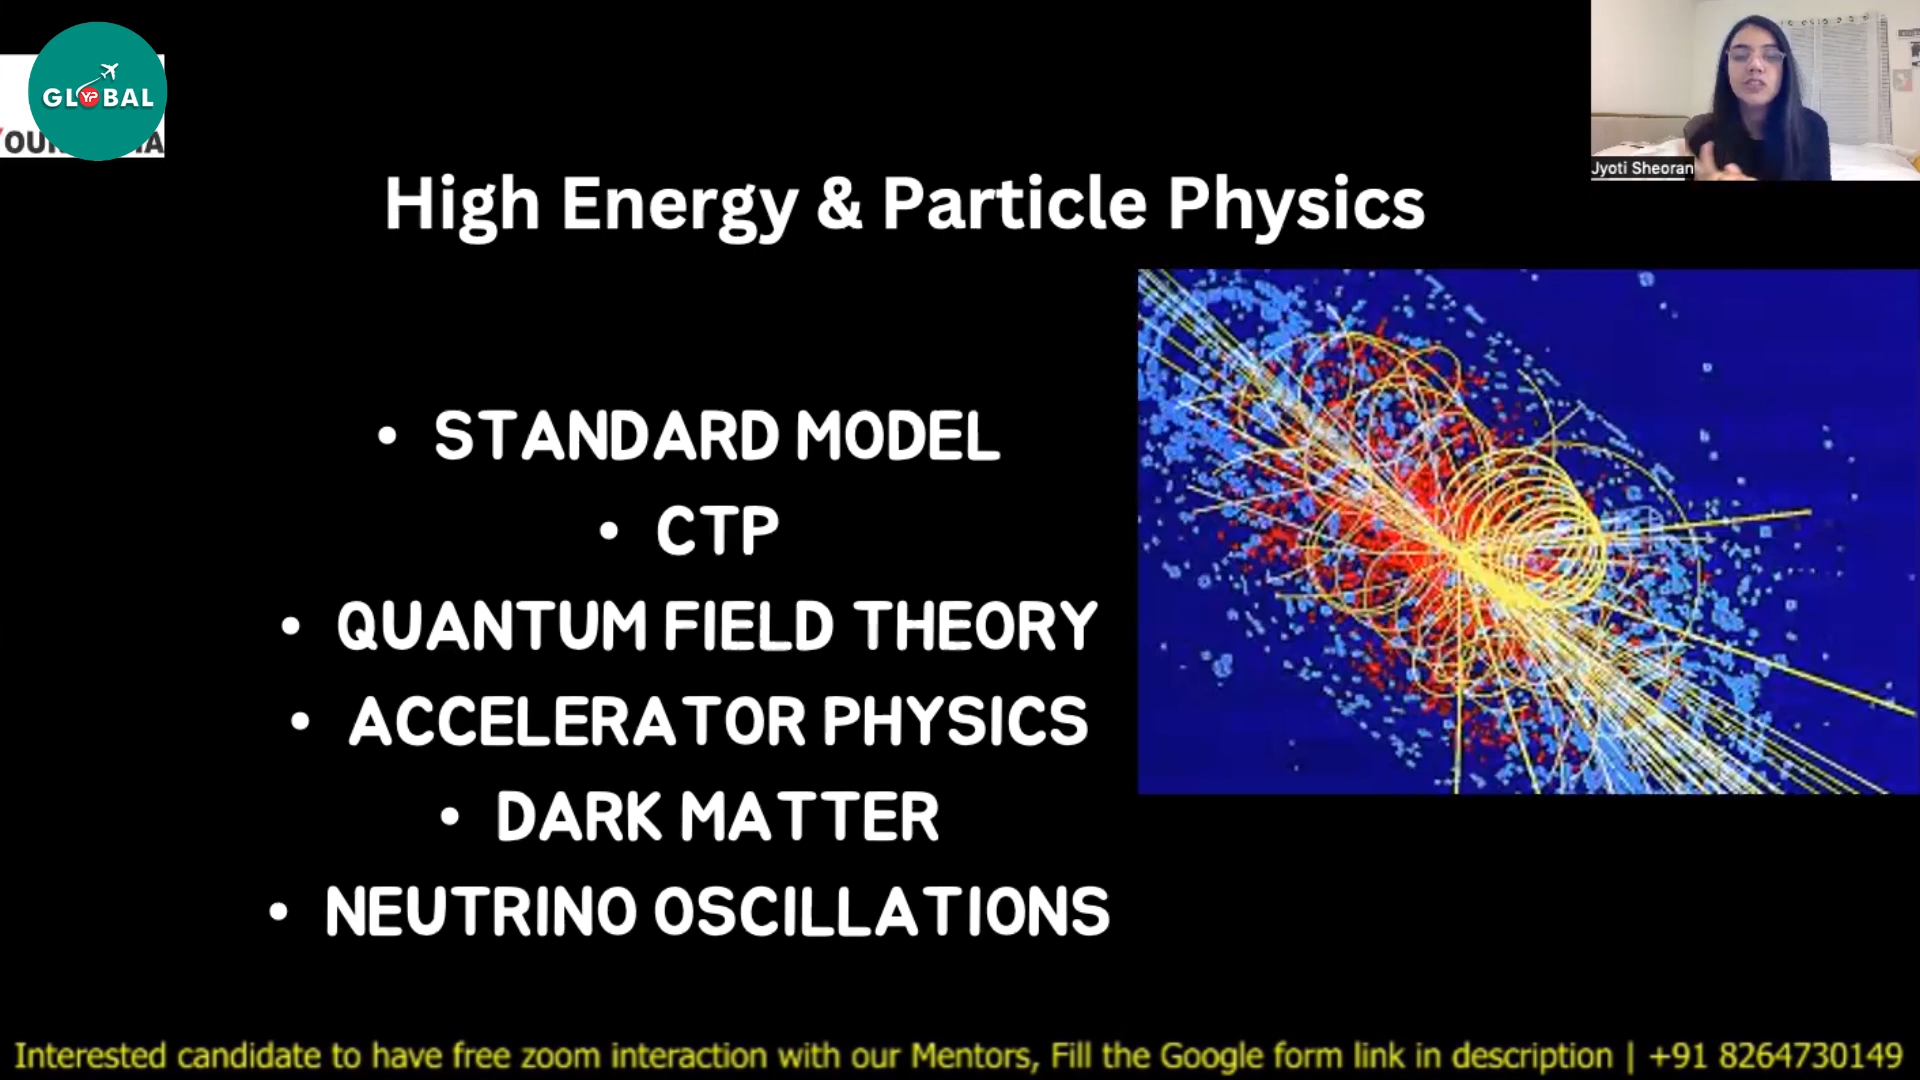 GLOBAL
YP
Jyoti Sheoran
High Energy & Particle Physics
• STANDARD MODEL
• CTP
• QUANTUM FIELD THEORY
• ACCELERATOR PHYSICS
• DARK MATTER
• NEUTRINO OSCILLATIONS
Interested candidate to have free zoom interaction with our Mentors, Fill the Google form link in description | +91 8264730149